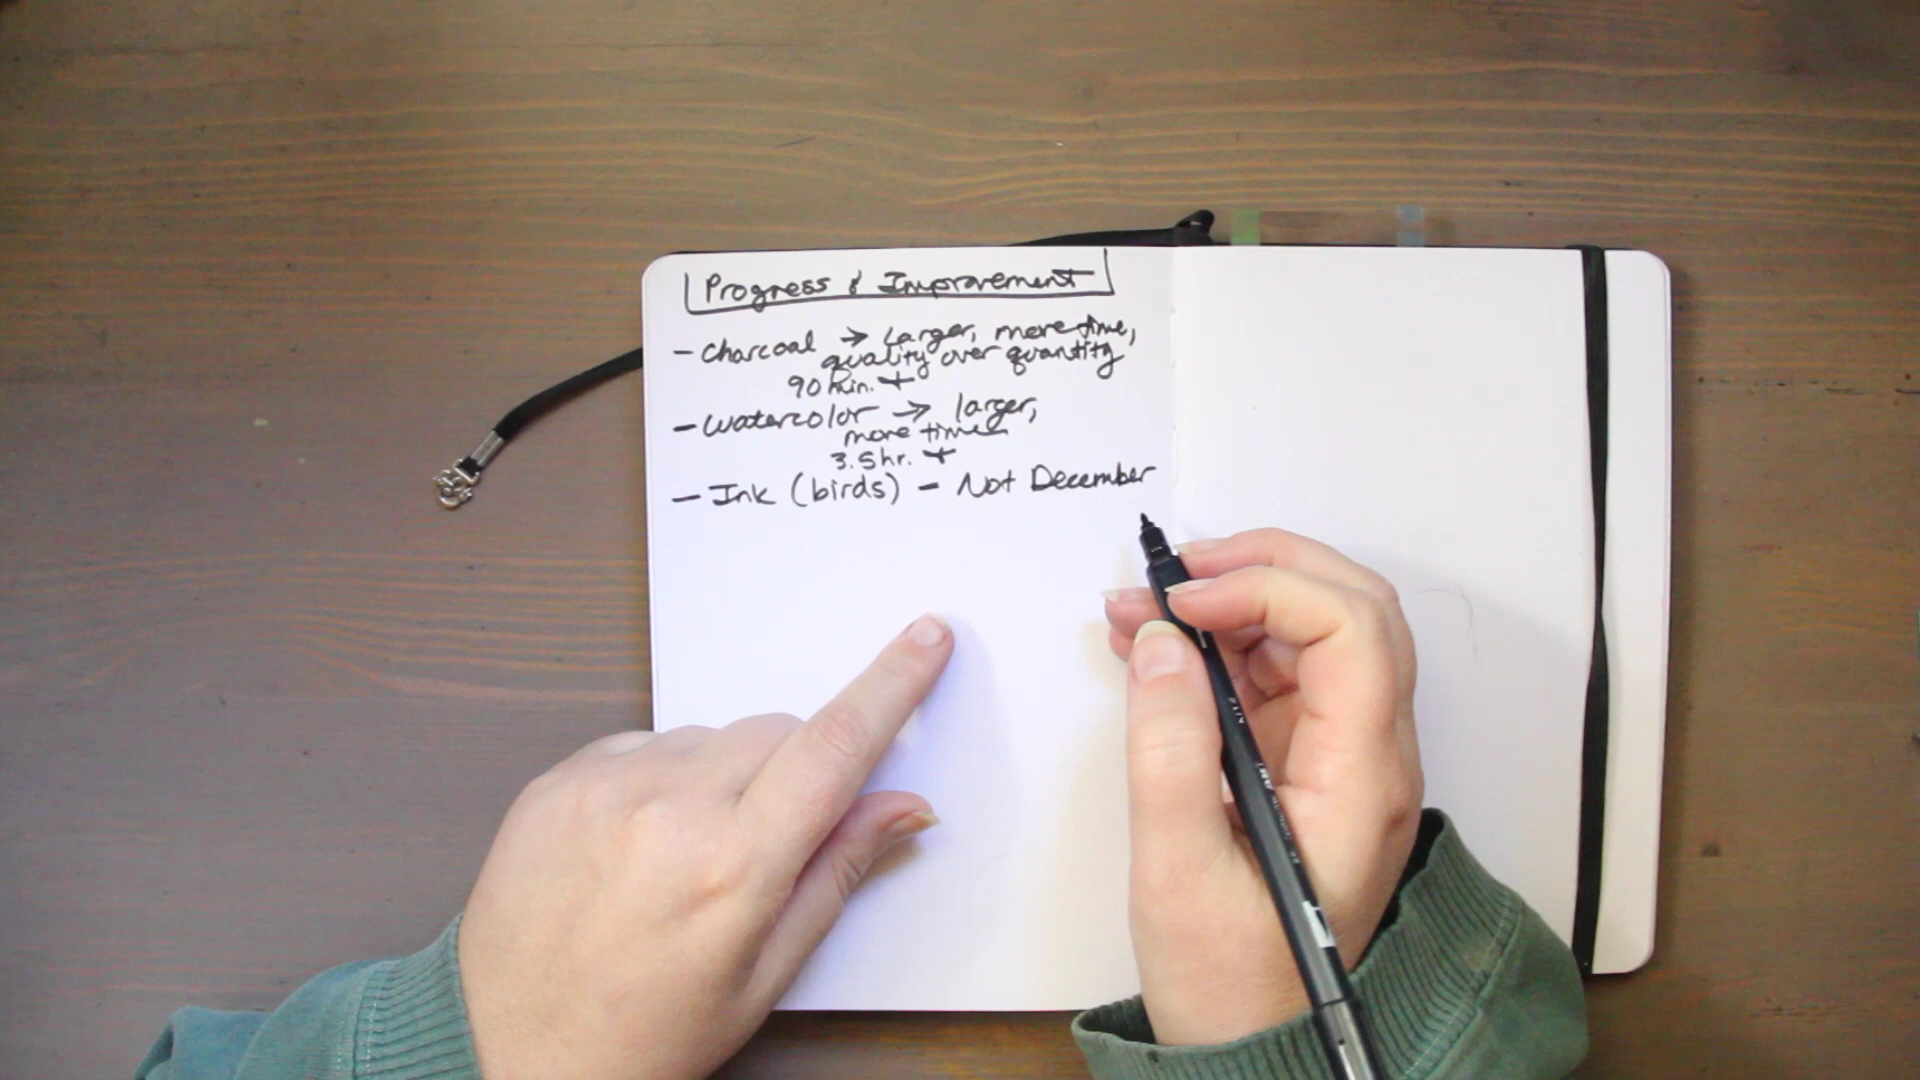 Progress & Improvement
- Charcoal → Larger, more time,
quality over quantity
90 min. +
- Watercolor → larger,
more time
3.5 hr. +
- Ink (birds) - Not December